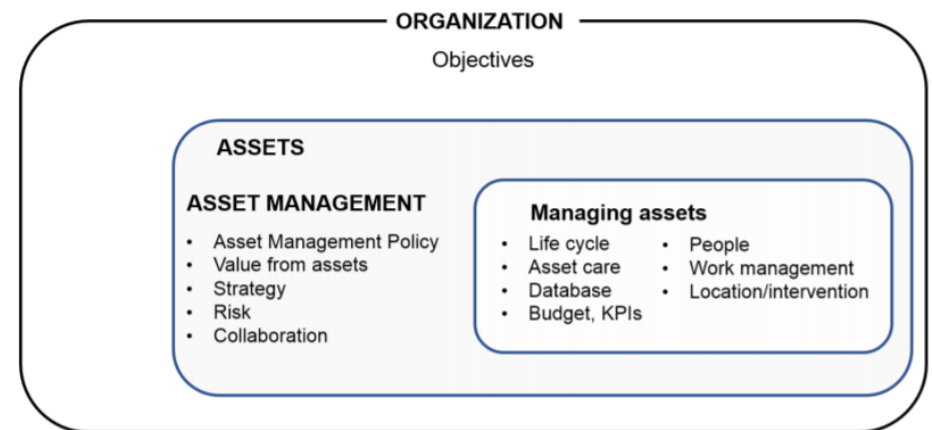 ORGANIZATION
Objectives
ASSETS
ASSET MANAGEMENT
• Asset Management Policy
• Value from assets
• Strategy
• Risk
• Collaboration
Managing assets
• Life cycle
• Asset care
• Database
• Budget, KPIs
• People
• Work management
• Location/intervention